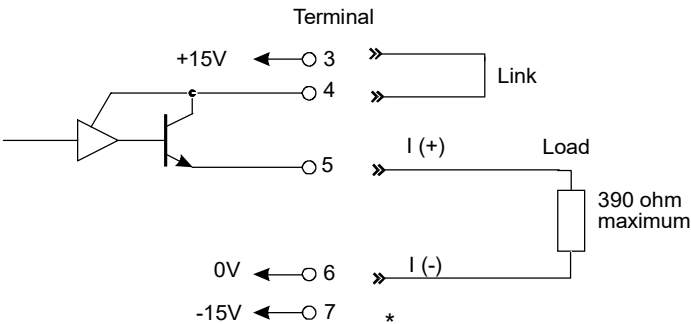 Terminal
+15V 3
4
Link
5
I (+)
Load
390 ohm
maximum
0V 6
I (-)
-15V 7
*